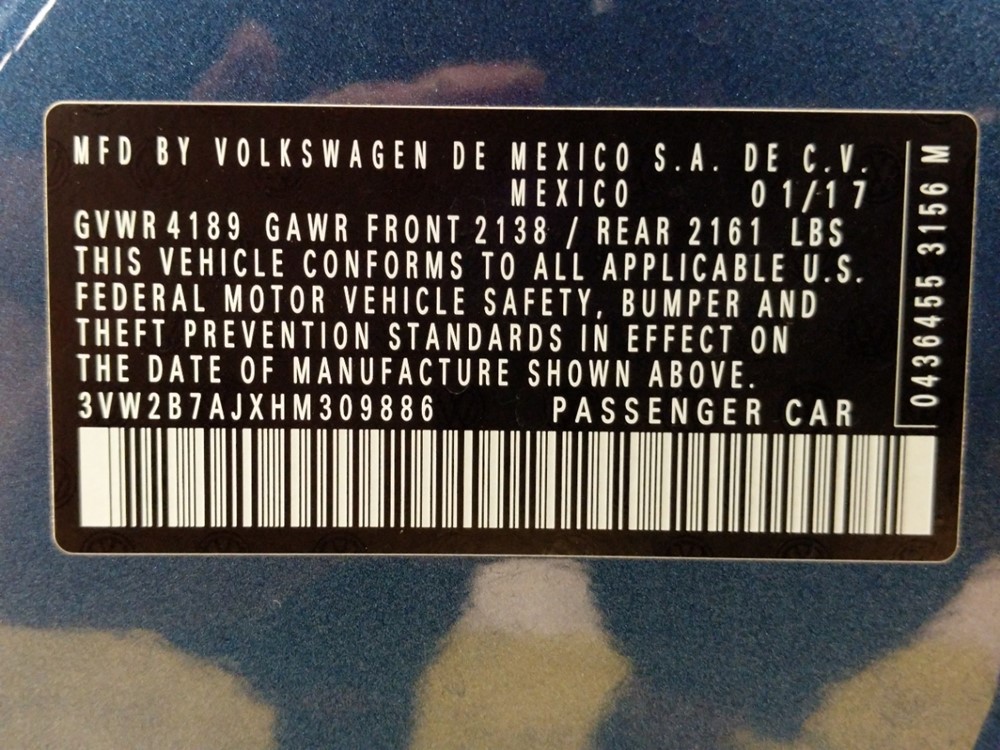 MFD BY VOLKSWAGEN DE MEXICO S.A. DE C.V.
MEXICO 01/17
GVWR 4189 GAWR FRONT 2138 / REAR 2161 LBS
THIS VEHICLE CONFORMS TO ALL APPLICABLE U.S.
FEDERAL MOTOR VEHICLE SAFETY, BUMPER AND
THEFT PREVENTION STANDARDS IN EFFECT ON
THE DATE OF MANUFACTURE SHOWN ABOVE.
3VW2B7AJXHM309886 PASSENGER CAR
0436455 3156 M